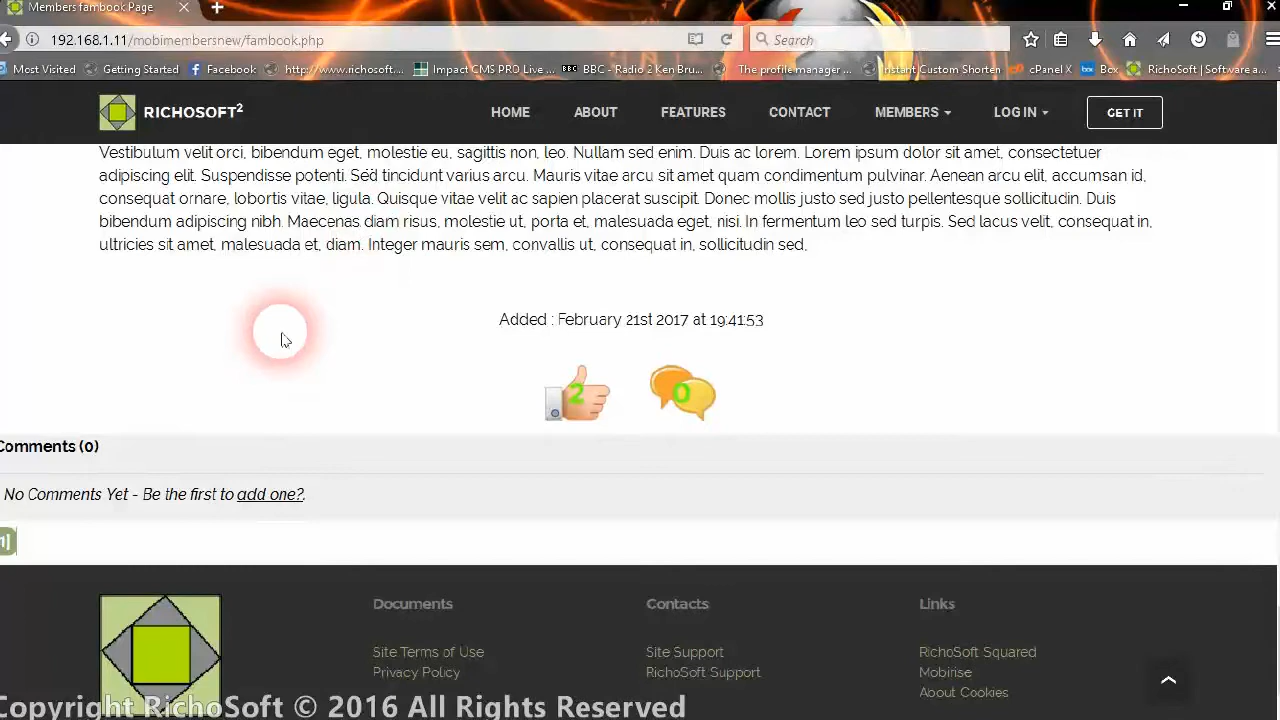 Members fambook Page
192.168.1.11/mobimembersnew/fambook.php
Search
Most Visited
Getting Started
Facebook
http://www.richosoft....
Impact CMS PRO Live ...
BBC - Radio 2 Ken Bru...
The profile manager ...
Instant Custom Shorten
cPanel X
Box
RichoSoft | Software a...
RICHOSOFT²
HOME
ABOUT
FEATURES
CONTACT
MEMBERS
LOG IN
GET IT
Vestibulum velit orci, bibendum eget, molestie eu, sagittis non, leo. Nullam sed enim. Duis ac lorem. Lorem ipsum dolor sit amet, consectetuer
adipiscing elit. Suspendisse potenti. Sed tincidunt varius arcu. Mauris vitae arcu sit amet quam condimentum pulvinar. Aenean arcu elit, accumsan id,
consequat ornare, lobortis vitae, ligula. Quisque vitae velit ac sapien placerat suscipit. Donec mollis justo sed justo pellentesque sollicitudin. Duis
bibendum adipiscing nibh. Maecenas diam risus, molestie ut, porta et, malesuada eget, nisi. In fermentum leo sed turpis. Sed lacus velit, consequat in,
ultricies sit amet, malesuada et, diam. Integer mauris sem, convallis ut, consequat in, sollicitudin sed,
Added : February 21st 2017 at 19:41:53
2
0
Comments (0)
No Comments Yet - Be the first to add one?.
1]
Documents
Site Terms of Use
Privacy Policy
Contacts
Site Support
RichoSoft Support
Links
RichoSoft Squared
Mobirise
About Cookies
Copyright RichoSoft © 2016 All Rights Reserved